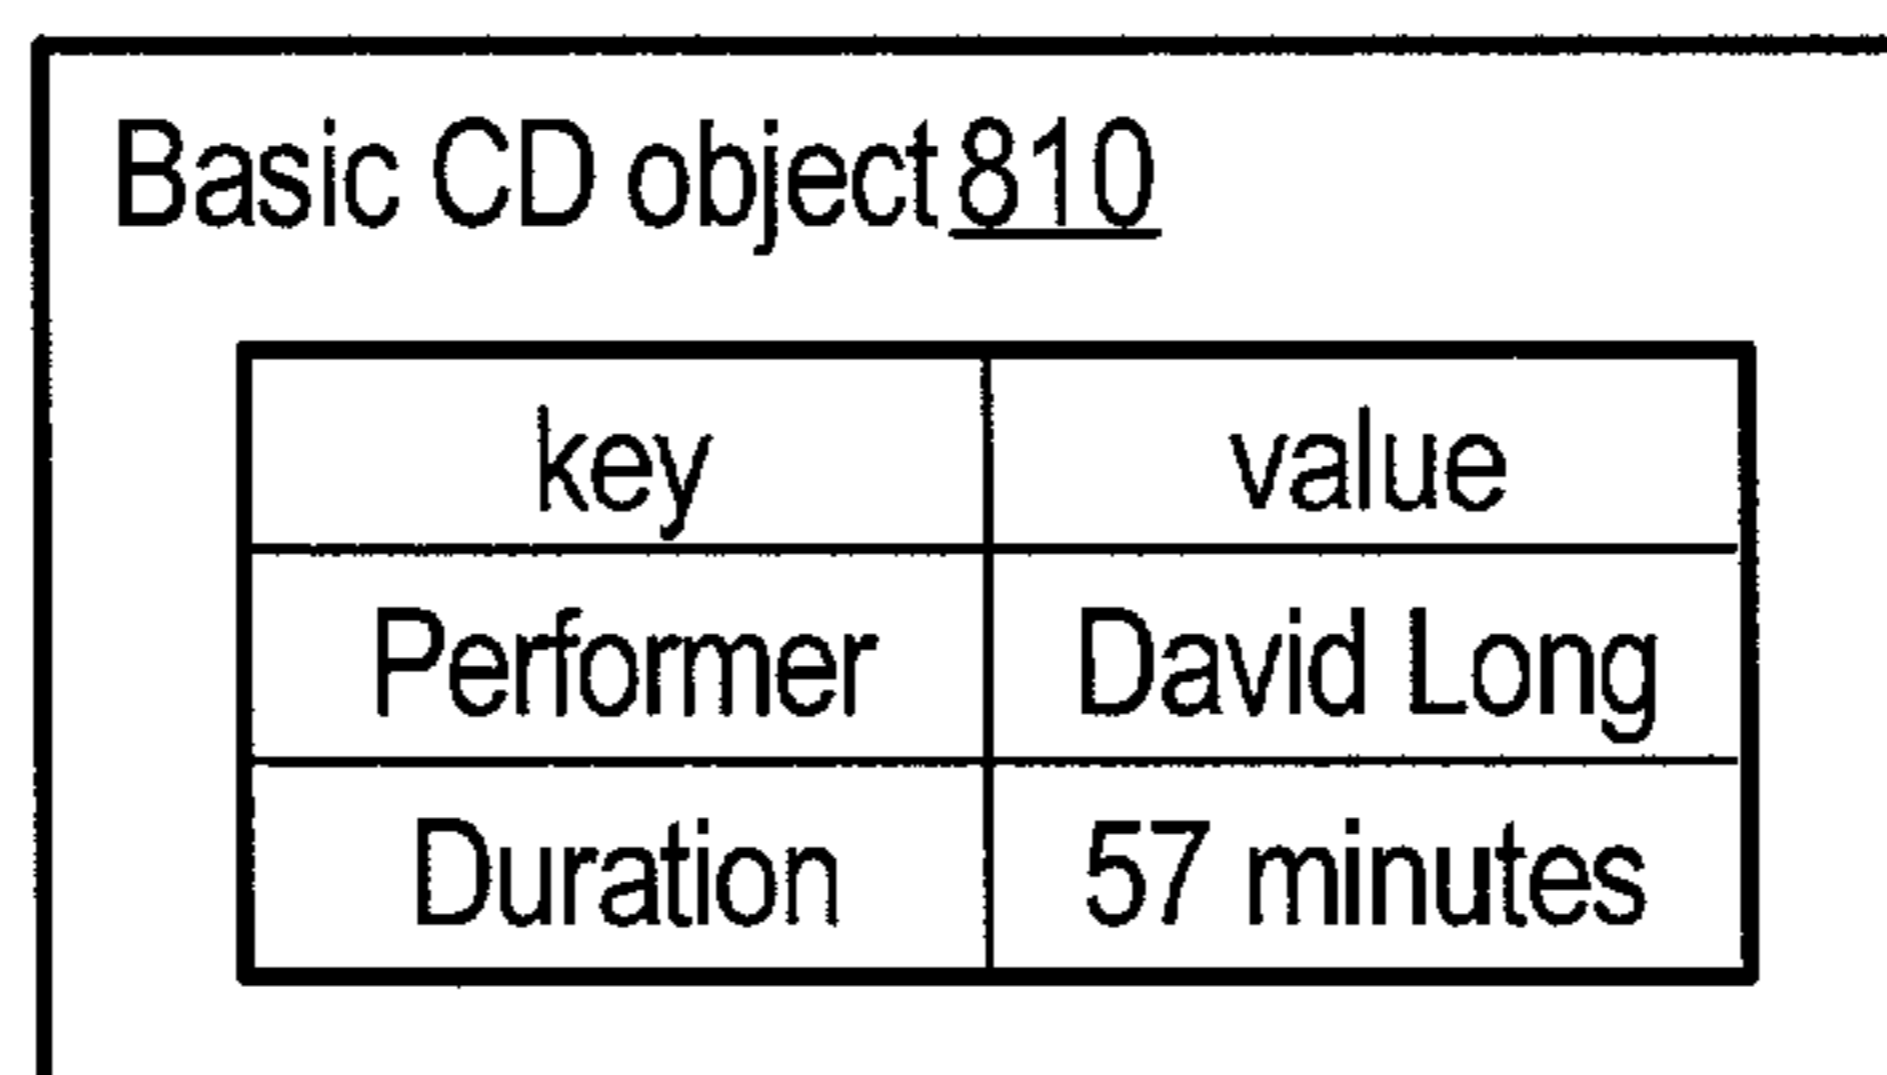 Basic CD object 810
key value
Performer David Long
Duration 57 minutes